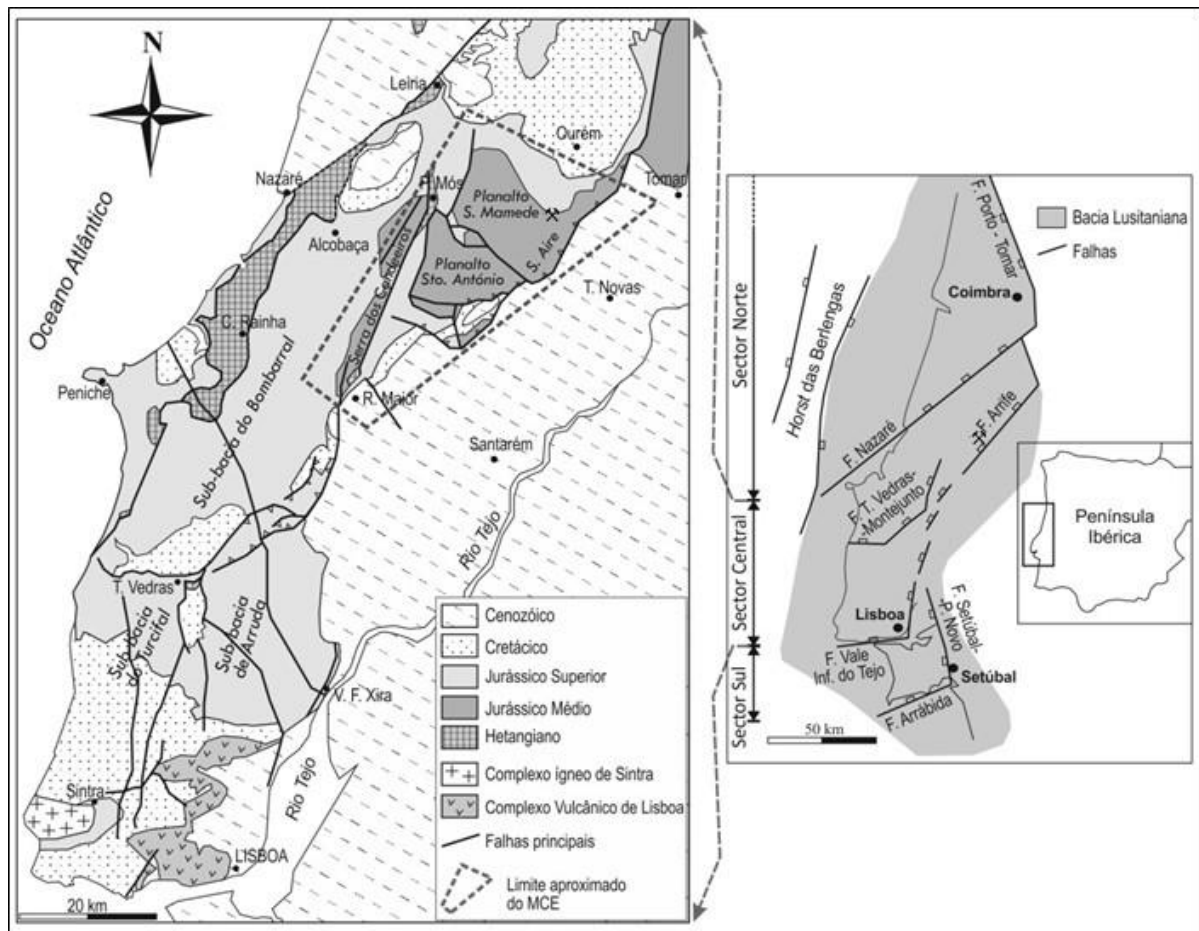 N
Leiria
Ourém
Nazaré
P. Mós
Tomar
Planalto
S. Mamede
Alcobaça
S. Aire
Planalto
Sto. António
Serra dos Candeeiros
T. Novas
Oceano Atlântico
C. Rainha
Peniche
R. Maior
Sub-bacia do Bombarral
Santarém
Rio Tejo
T. Vedras
Sub-bacia
do Turcifal
Sub-bacia
de Arruda
V. F. Xira
Rio Tejo
Sintra
LISBOA
20 km
Cenozóico
Cretácico
Jurássico Superior
Jurássico Médio
Hetangiano
Complexo ígneo de Sintra
Complexo Vulcânico de Lisboa
Falhas principais
Limite aproximado
do MCE
Sector Norte
Sector Central
Sector Sul
F. Porto - Tomar
Bacia Lusitaniana
Falhas
Coimbra
Horst das Berlengas
F. Nazaré
F. Arrife
F. T. Vedras-
-Montejunto
Península
Ibérica
Lisboa
F. Setúbal-
-P. Novo
F. Vale
Inf. do Tejo
Setúbal
F. Arrábida
50 km